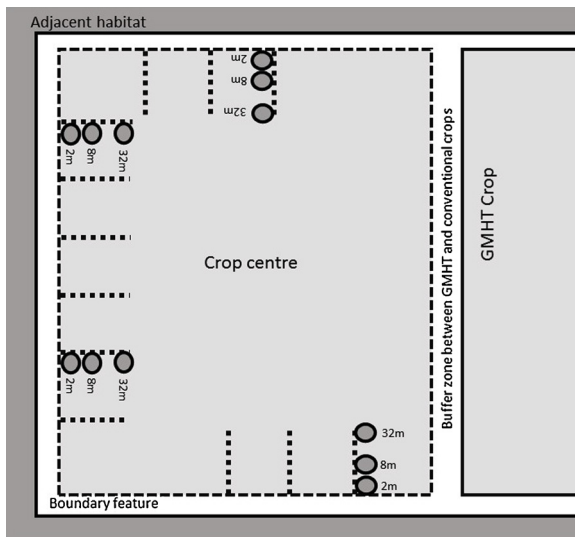 Adjacent habitat
2m
8m
32m
2m
8m
32m
Crop centre
Buffer zone between GMHT and conventional crops
GMHT Crop
2m
8m
32m
32m
8m
2m
Boundary feature